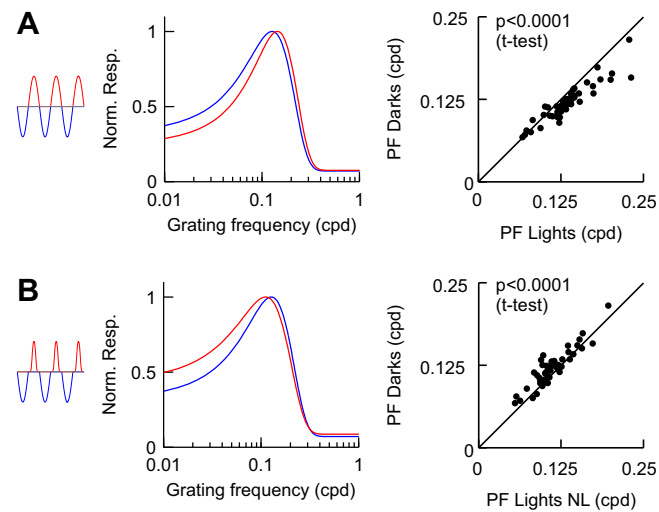 A
Norm. Resp.
1
0.5
0
0.01
0.1
1
Grating frequency (cpd)
p<0.0001
(t-test)
PF Darks (cpd)
0.25
0.125
0
0
0.125
0.25
PF Lights (cpd)
B
Norm. Resp.
1
0.5
0
0.01
0.1
1
Grating frequency (cpd)
p<0.0001
(t-test)
PF Darks (cpd)
0.25
0.125
0
0
0.125
0.25
PF Lights NL (cpd)